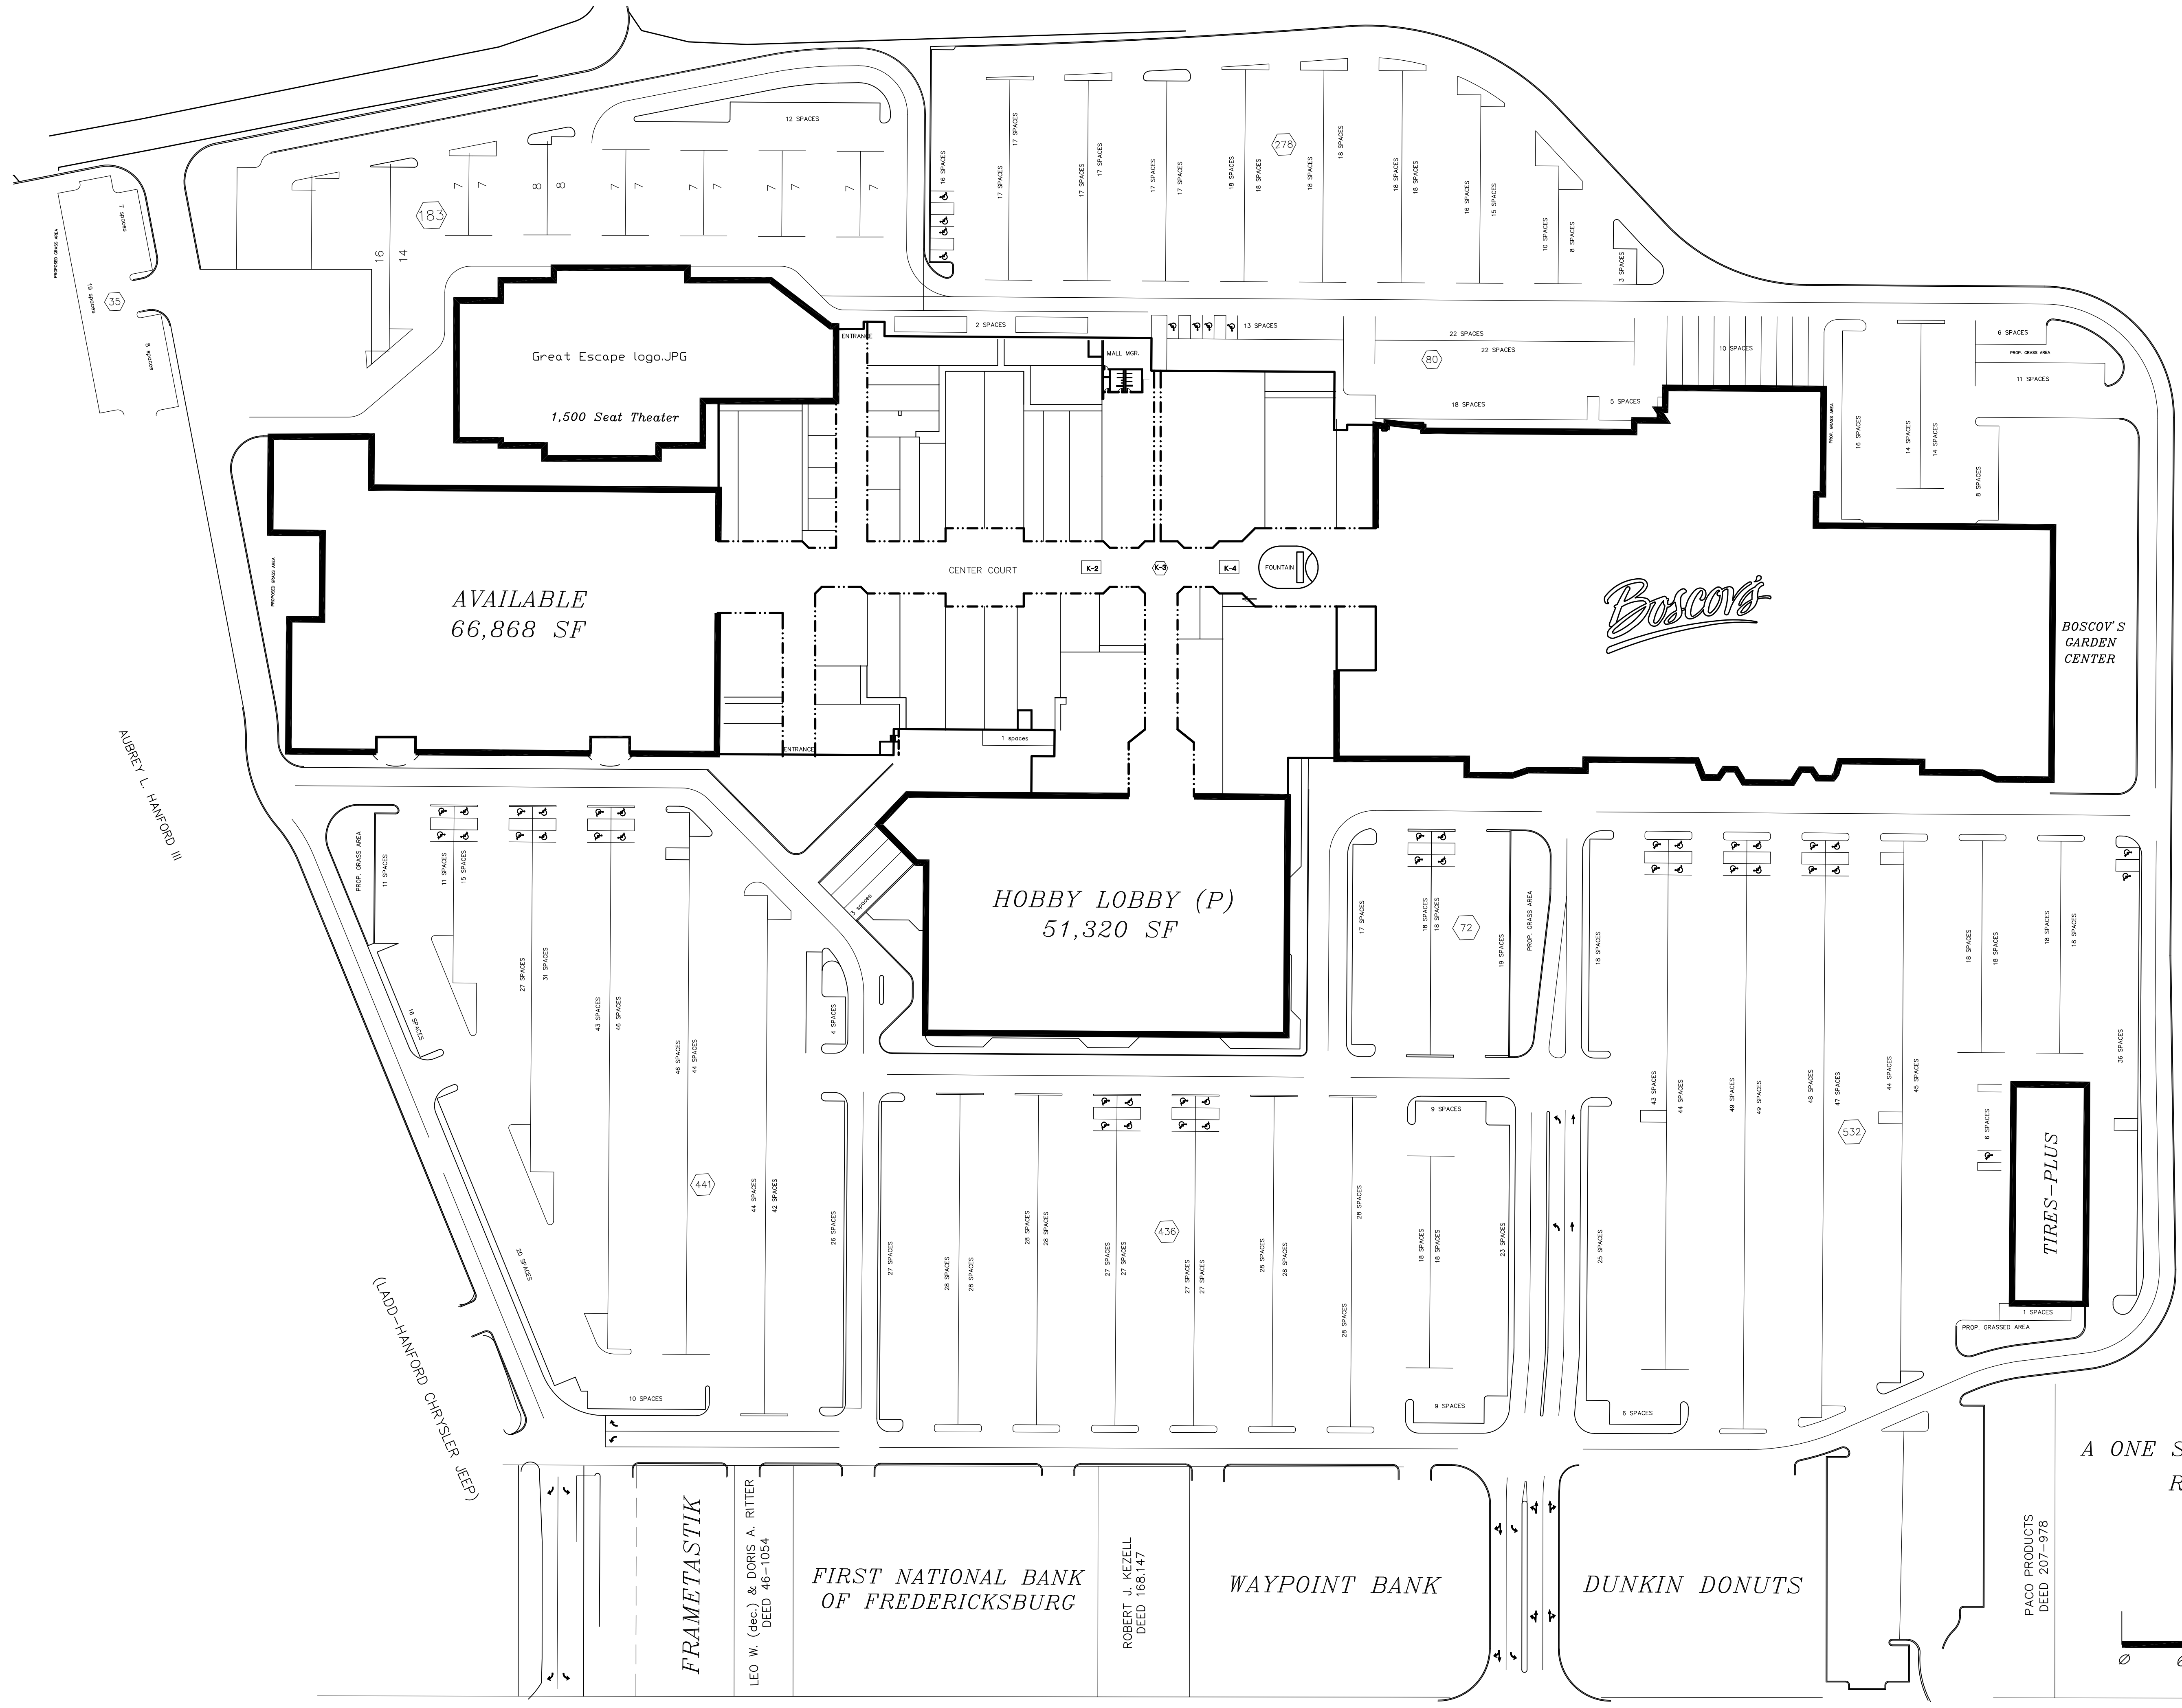 12 SPACES
16 SPACES
17 SPACES
17 SPACES
17 SPACES
17 SPACES
17 SPACES
17 SPACES
18 SPACES
18 SPACES
278
18 SPACES
18 SPACES
18 SPACES
18 SPACES
16 SPACES
15 SPACES
10 SPACES
8 SPACES
3 SPACES
7 7
8 8
7 7
7 7
7 7
7 7
183
16 14
7 spaces
PROPOSED GRASS AREA
19 spaces
35
8 spaces
Great Escape logo.JPG
1,500 Seat Theater
ENTRANCE
2 SPACES
MALL MGR.
13 SPACES
22 SPACES
22 SPACES
80
18 SPACES
5 SPACES
10 SPACES
PROP. GRASS AREA
16 SPACES
14 SPACES
14 SPACES
6 SPACES
PROP. GRASS AREA
11 SPACES
8 SPACES
PROPOSED GRASS AREA
AVAILABLE
66,868 SF
CENTER COURT
K-2
K-3
K-4
FOUNTAIN
Boscov's
BOSCOV'S
GARDEN
CENTER
ENTRANCE
1 spaces
AUBREY L. HANFORD III
PROP. GRASS AREA
11 SPACES
11 SPACES
15 SPACES
27 SPACES
31 SPACES
43 SPACES
46 SPACES
46 SPACES
44 SPACES
16 SPACES
4 SPACES
3 spaces
HOBBY LOBBY (P)
51,320 SF
17 SPACES
18 SPACES
18 SPACES
72
19 SPACES
PROP. GRASS AREA
18 SPACES
18 SPACES
18 SPACES
18 SPACES
18 SPACES
36 SPACES
43 SPACES
44 SPACES
49 SPACES
49 SPACES
48 SPACES
47 SPACES
44 SPACES
45 SPACES
532
6 SPACES
TIRES-PLUS
1 SPACES
PROP. GRASSED AREA
441
44 SPACES
42 SPACES
26 SPACES
20 SPACES
10 SPACES
27 SPACES
28 SPACES
28 SPACES
28 SPACES
28 SPACES
27 SPACES
27 SPACES
436
27 SPACES
27 SPACES
28 SPACES
28 SPACES
28 SPACES
28 SPACES
9 SPACES
18 SPACES
18 SPACES
23 SPACES
9 SPACES
25 SPACES
6 SPACES
(LADD-HANFORD CHRYSLER JEEP)
FRAMETASTIK
LEO W. (dec.) & DORIS A. RITTER
DEED 46-1054
FIRST NATIONAL BANK
OF FREDERICKSBURG
ROBERT J. KEZELL
DEED 168.147
WAYPOINT BANK
DUNKIN DONUTS
PACO PRODUCTS
DEED 207-978
A ONE S
R
0